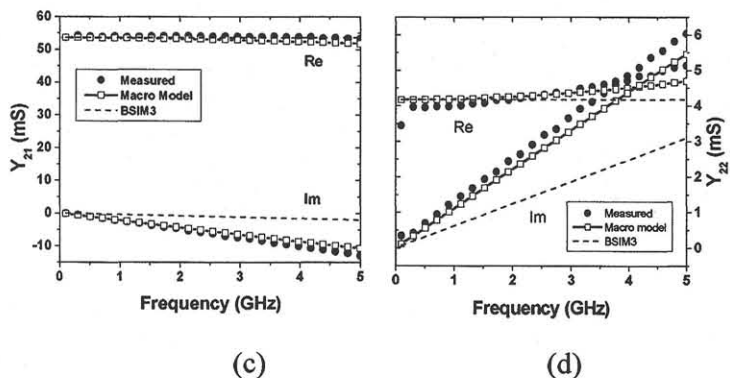 60
50
40
30
20
10
0
-10
Y21 (mS)
Re
Measured
Macro Model
BSIM3
Im
0 1 2 3 4 5
Frequency (GHz)
(c)
6
5
4
3
2
1
0
Y22 (mS)
Re
Im
Measured
Macro model
BSIM3
0 1 2 3 4 5
Frequency (GHz)
(d)